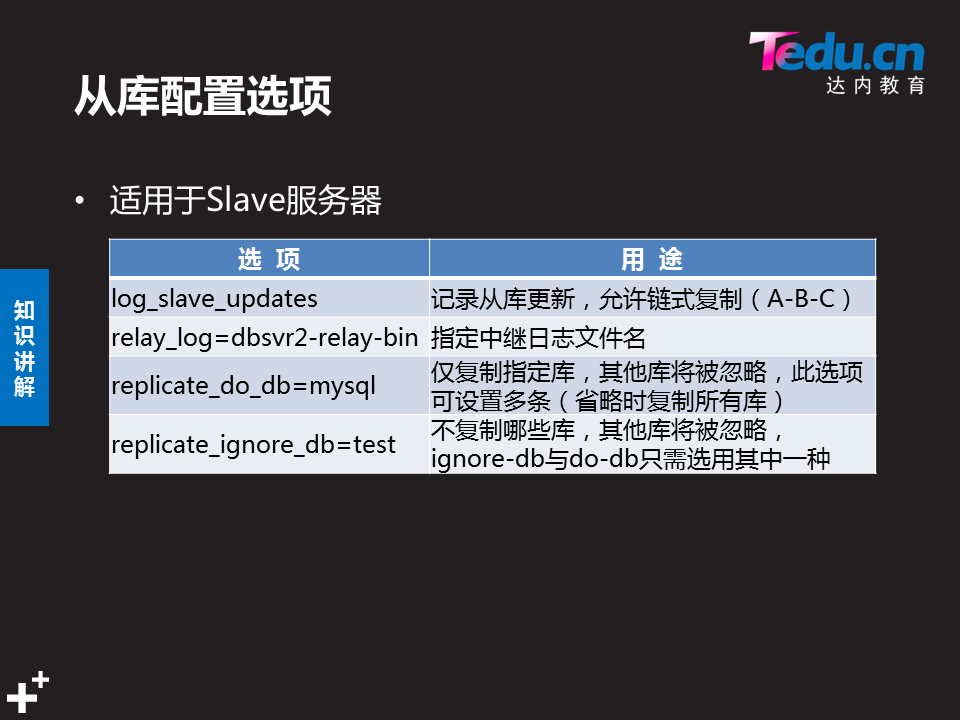 Tedu.cn
达内教育
从库配置选项
• 适用于Slave服务器
知识讲解
选 项 用 途
log_slave_updates 记录从库更新，允许链式复制（A-B-C）
relay_log=dbsvr2-relay-bin 指定中继日志文件名
replicate_do_db=mysql 仅复制指定库，其他库将被忽略，此选项
可设置多条（省略时复制所有库）
replicate_ignore_db=test 不复制哪些库，其他库将被忽略，
ignore-db与do-db只需选用其中一种